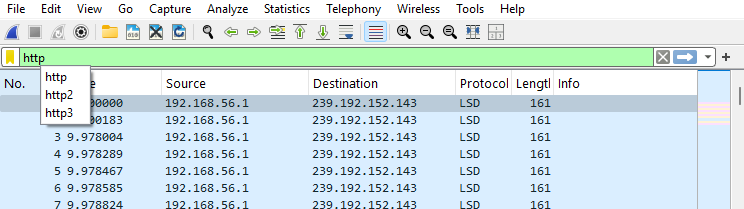 File Edit View Go Capture Analyze Statistics Telephony Wireless Tools Help
http
No. e Source Destination Protocol Lengtl Info
http
http2
http3
00000 192.168.56.1 239.192.152.143 LSD 161
00183 192.168.56.1 239.192.152.143 LSD 161
3 9.978004 192.168.56.1 239.192.152.143 LSD 161
4 9.978289 192.168.56.1 239.192.152.143 LSD 161
5 9.978467 192.168.56.1 239.192.152.143 LSD 161
6 9.978585 192.168.56.1 239.192.152.143 LSD 161
7 9.978824 192.168.56.1 239.192.152.143 LSD 161